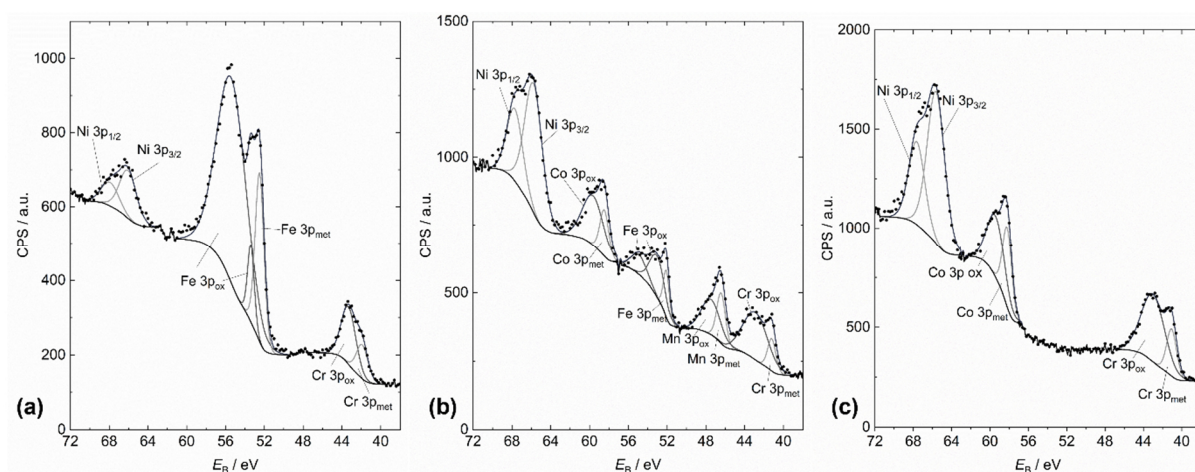 1000
800
600
400
200
0
CPS / a.u.
Ni 3p1/2
Ni 3p3/2
Fe 3pmet
Fe 3pox
Cr 3pox
Cr 3pmet
(a)
72 68 64 60 56 52 48 44 40
EB / eV
1500
1000
500
0
CPS / a.u.
Ni 3p1/2
Ni 3p3/2
Co 3pox
Co 3pmet
Fe 3pox
Fe 3pmet
Mn 3pox
Mn 3pmet
Cr 3pox
Cr 3pmet
(b)
72 68 64 60 56 52 48 44 40
EB / eV
2000
1500
1000
500
0
CPS / a.u.
Ni 3p1/2
Ni 3p3/2
Co 3p ox
Co 3pmet
Cr 3pox
Cr 3pmet
(c)
72 68 64 60 56 52 48 44 40
EB / eV